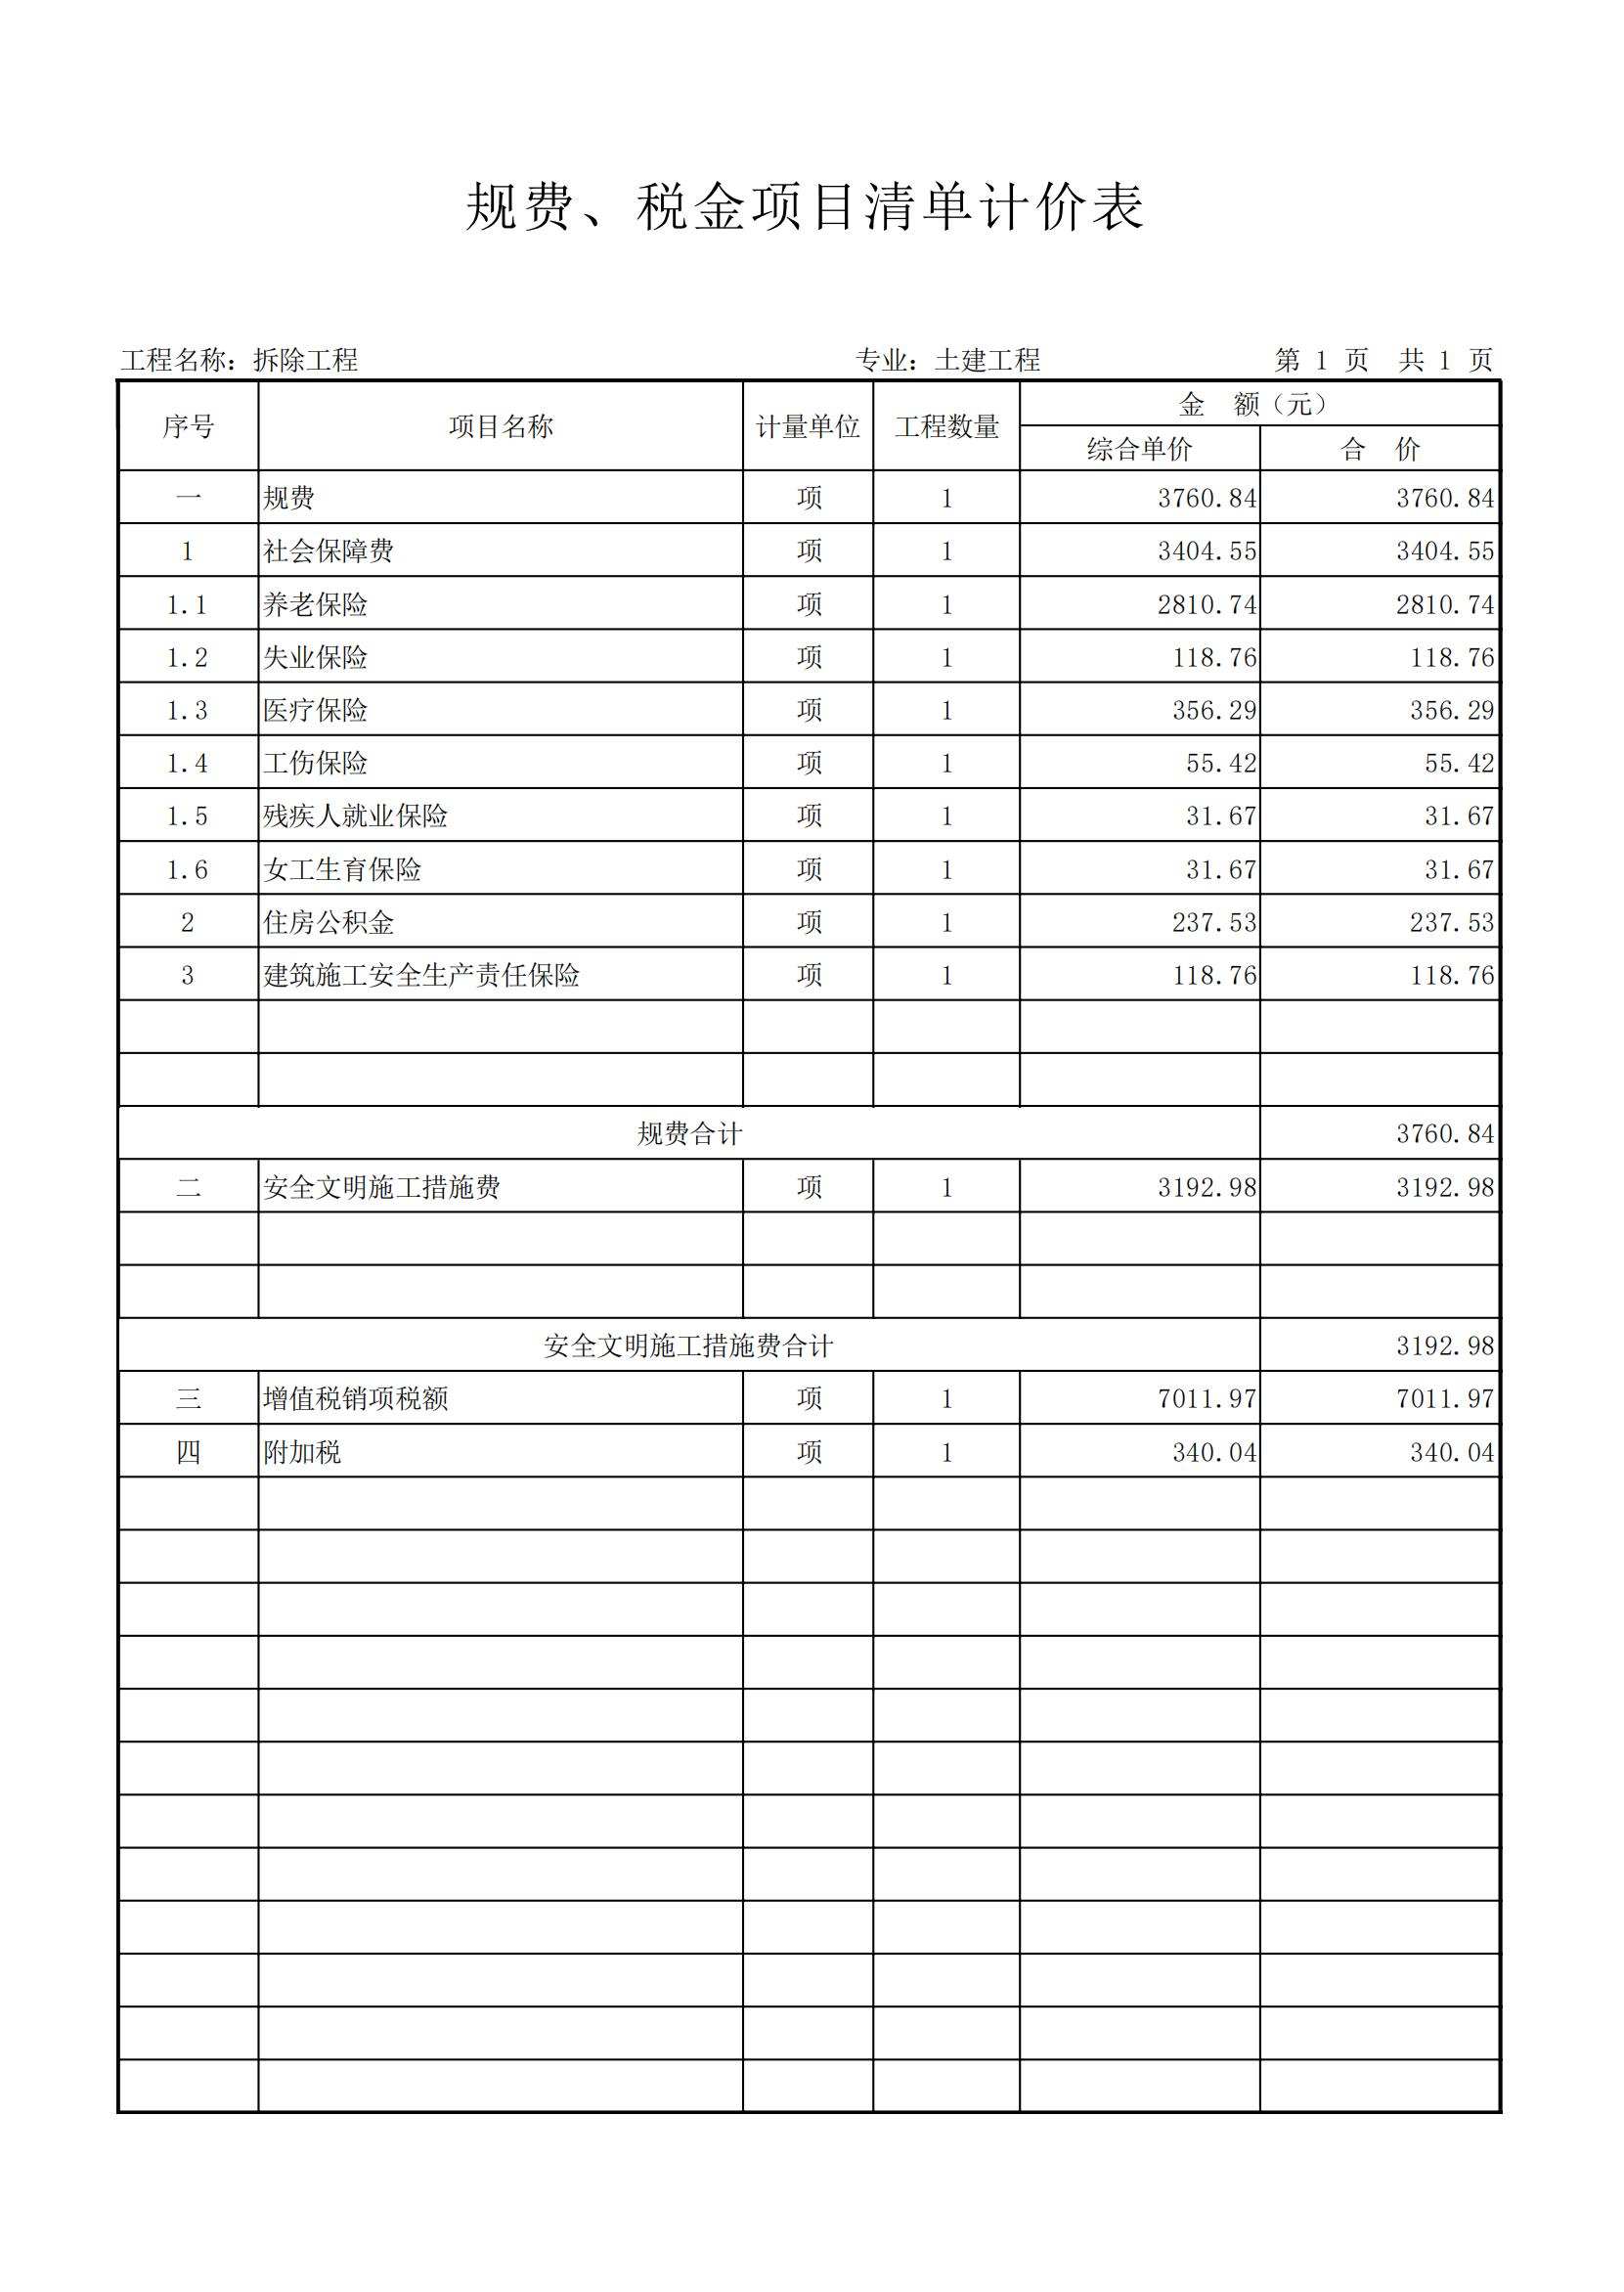 规费、税金项目清单计价表
工程名称：拆除工程 专业：土建工程 第 1 页 共 1 页
序号 项目名称 计量单位 工程数量 金 额（元）
综合单价 合 价
一 规费 项 1 3760.84 3760.84
1 社会保障费 项 1 3404.55 3404.55
1.1 养老保险 项 1 2810.74 2810.74
1.2 失业保险 项 1 118.76 118.76
1.3 医疗保险 项 1 356.29 356.29
1.4 工伤保险 项 1 55.42 55.42
1.5 残疾人就业保险 项 1 31.67 31.67
1.6 女工生育保险 项 1 31.67 31.67
2 住房公积金 项 1 237.53 237.53
3 建筑施工安全生产责任保险 项 1 118.76 118.76
规费合计 3760.84
二 安全文明施工措施费 项 1 3192.98 3192.98
安全文明施工措施费合计 3192.98
三 增值税销项税额 项 1 7011.97 7011.97
四 附加税 项 1 340.04 340.04